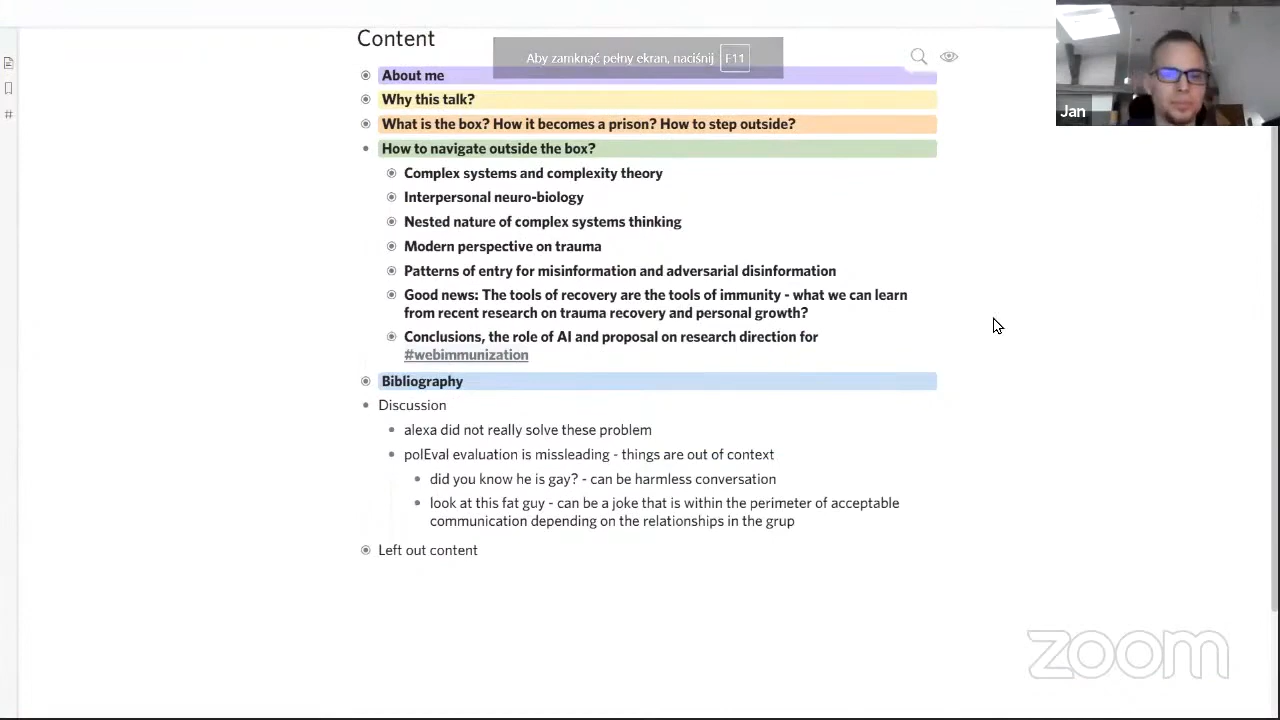 Content
Aby zamknąć pełny ekran, naciśnij F11
About me
Why this talk?
What is the box? How it becomes a prison? How to step outside?
How to navigate outside the box?
Complex systems and complexity theory
Interpersonal neuro-biology
Nested nature of complex systems thinking
Modern perspective on trauma
Patterns of entry for misinformation and adversarial disinformation
Good news: The tools of recovery are the tools of immunity - what we can learn
from recent research on trauma recovery and personal growth?
Conclusions, the role of AI and proposal on research direction for
#webimmunization
Bibliography
Discussion
alexa did not really solve these problem
polEval evaluation is misleading - things are out of context
did you know he is gay? - can be harmless conversation
look at this fat guy - can be a joke that is within the perimeter of acceptable
communication depending on the relationships in the grup
Left out content
Jan
zoom